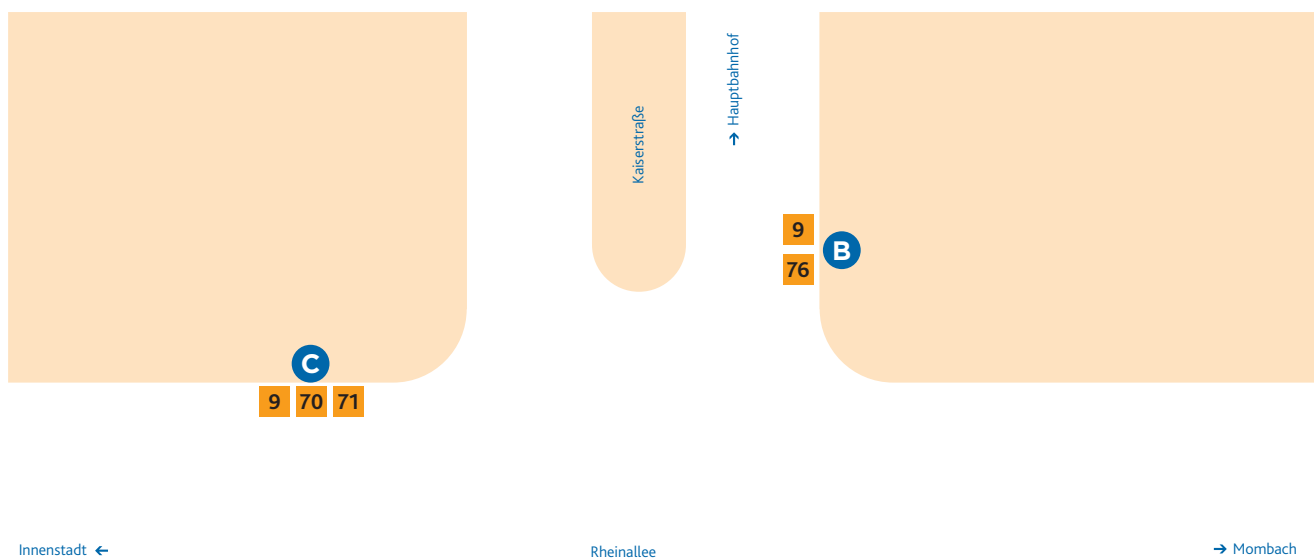 → Hauptbahnhof
Kaiserstraße
9
76
B
C
9 70 71
Innenstadt ←
Rheinallee
→ Mombach